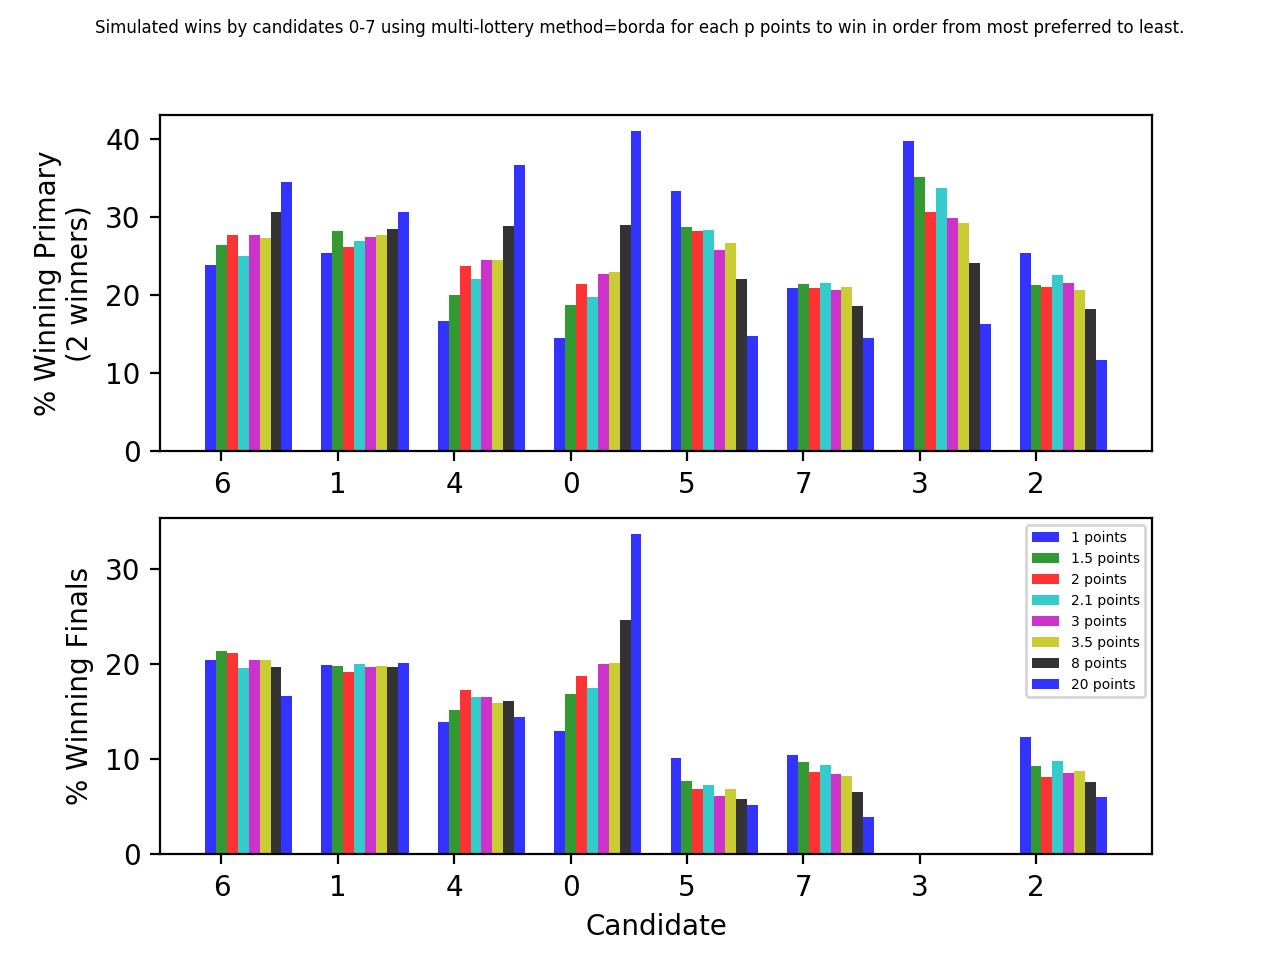 Simulated wins by candidates 0-7 using multi-lottery method=borda for each p points to win in order from most preferred to least.
% Winning Primary
(2 winners)
40
30
20
10
0
6 1 4 0 5 7 3 2
% Winning Finals
30
20
10
0
1 points
1.5 points
2 points
2.1 points
3 points
3.5 points
8 points
20 points
6 1 4 0 5 7 3 2
Candidate